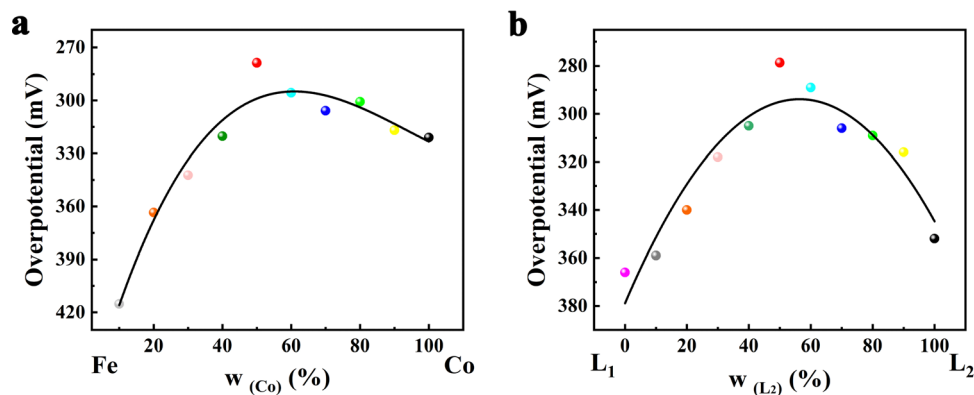 a
Overpotential (mV)
270
300
330
360
390
420
20 40 60 80 100
Fe w (Co) (%) Co
b
Overpotential (mV)
280
300
320
340
360
380
0 20 40 60 80 100
L₁ w (L₂) (%) L₂